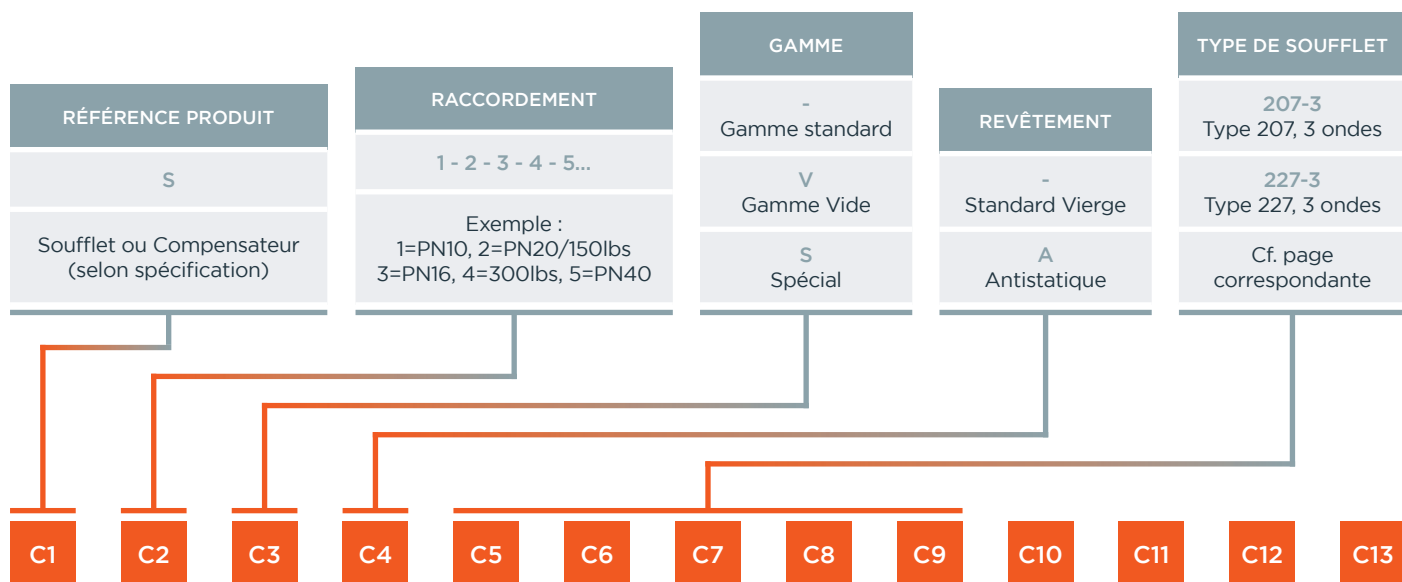 RÉFÉRENCE PRODUIT
S
Soufflet ou Compensateur
(selon spécification)
RACCORDEMENT
1 - 2 - 3 - 4 - 5...
Exemple :
1=PN10, 2=PN20/150lbs
3=PN16, 4=300lbs, 5=PN40
GAMME
-
Gamme standard
V
Gamme Vide
S
Spécial
REVÊTEMENT
-
Standard Vierge
A
Antistatique
TYPE DE SOUFFLET
207-3
Type 207, 3 ondes
227-3
Type 227, 3 ondes
Cf. page
correspondante
C1 C2 C3 C4 C5 C6 C7 C8 C9 C10 C11 C12 C13